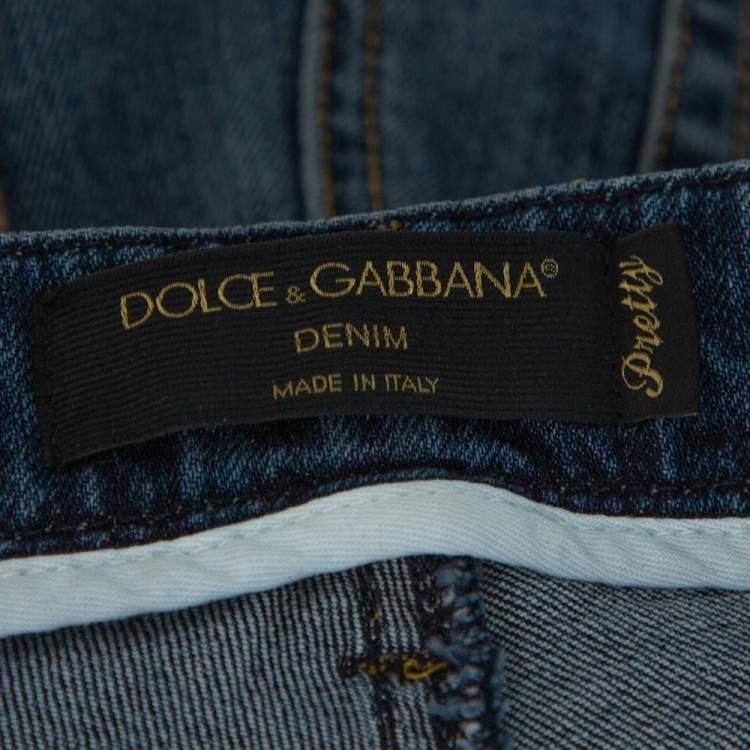 DOLCE & GABBANA®
DENIM
MADE IN ITALY
Pretty